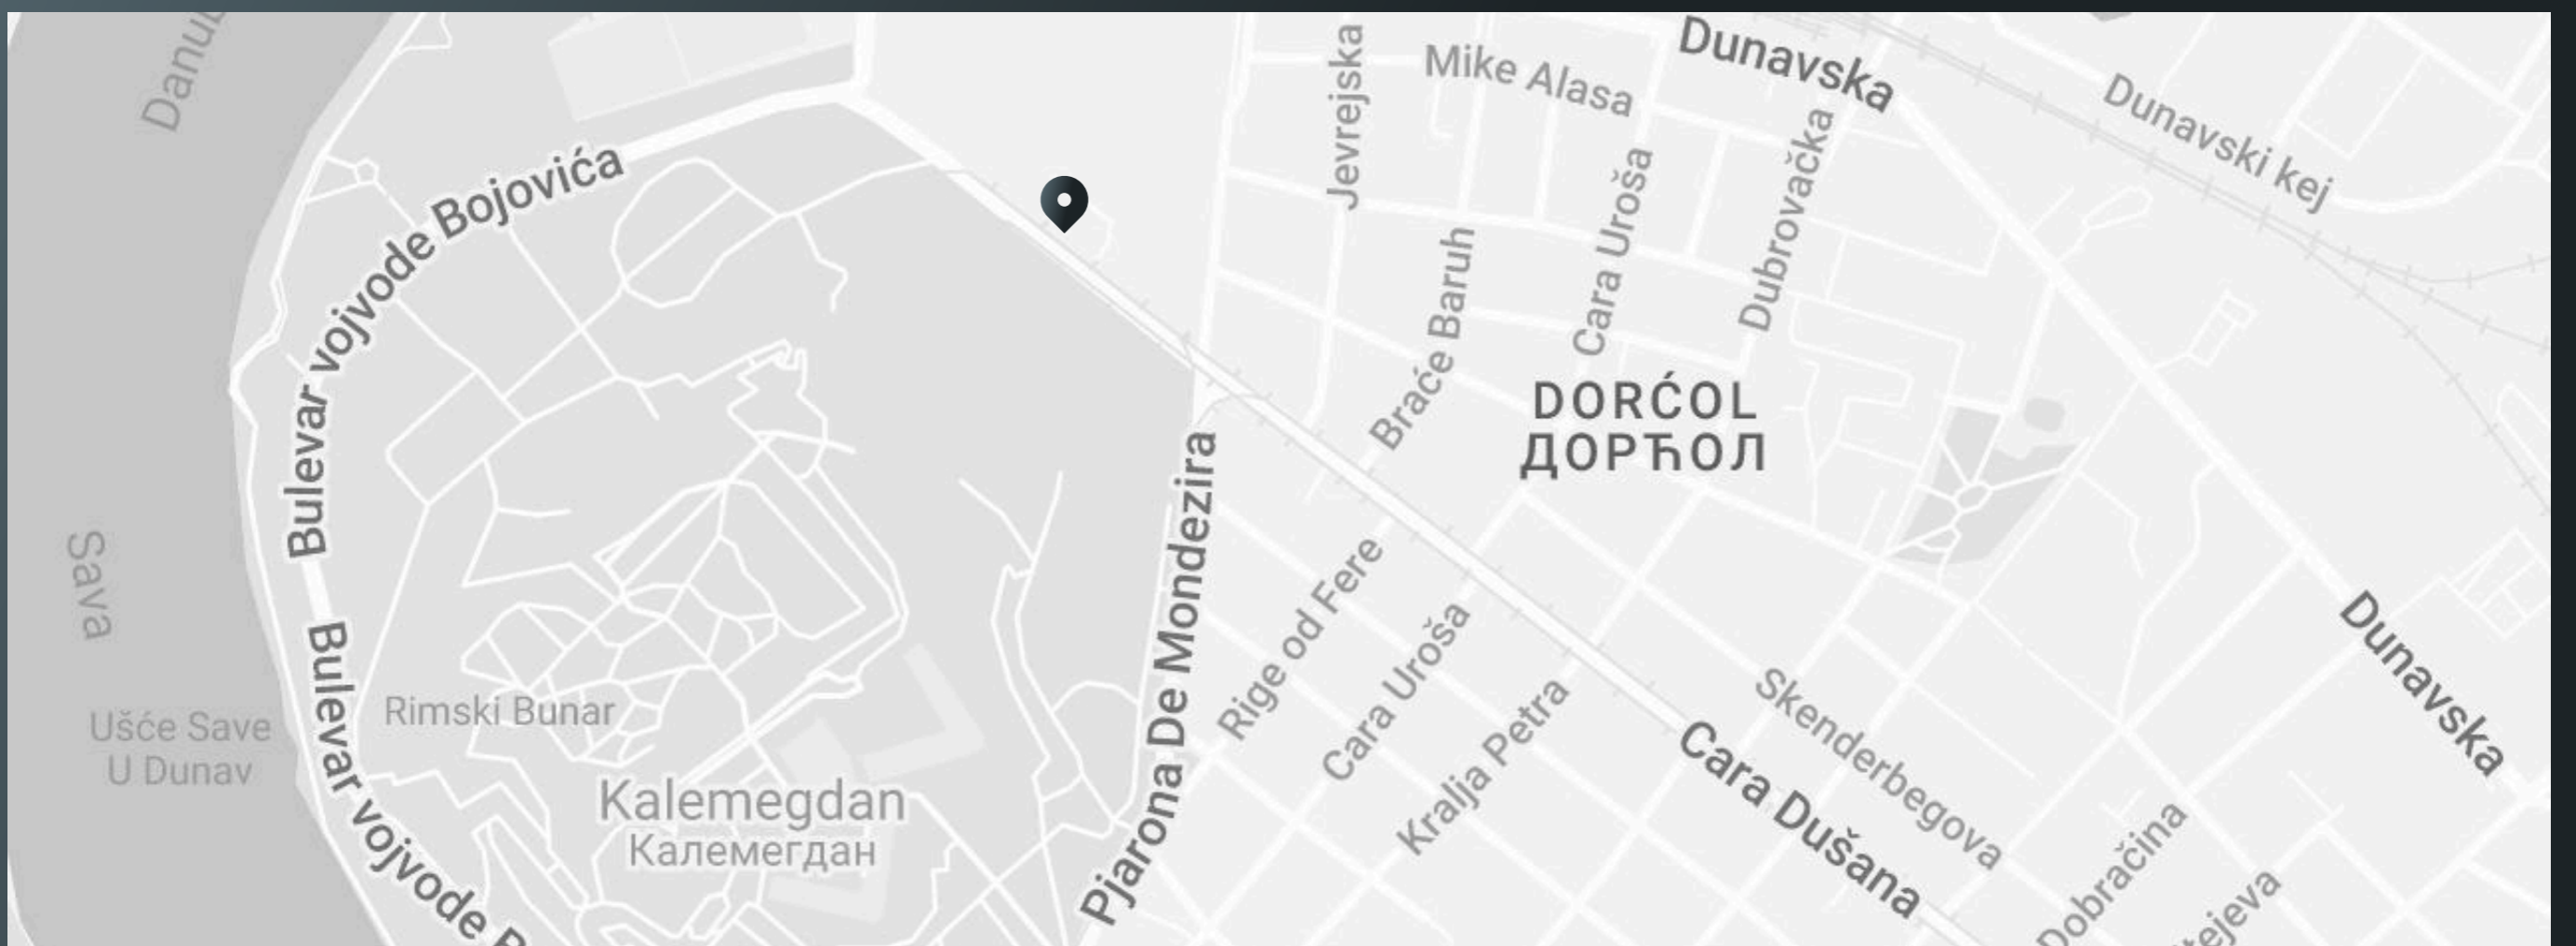 Dunavska
Mike Alasa
Jevrejska
Dunavski kej
Dubrovačka
Cara Uroša
Bulevar vojvode Bojovića
Braće Baruh
DORĆOL
ДОРЋОЛ
Pjarona De Mondezira
Sava
Rige od Fere
Cara Uroša
Kralja Petra
Dunavska
Skenderbegova
Cara Dušana
Ušće Save
U Dunav
Rimski Bunar
Bulevar vojvode
Kalemegdan
Калемегдан
Dobračina